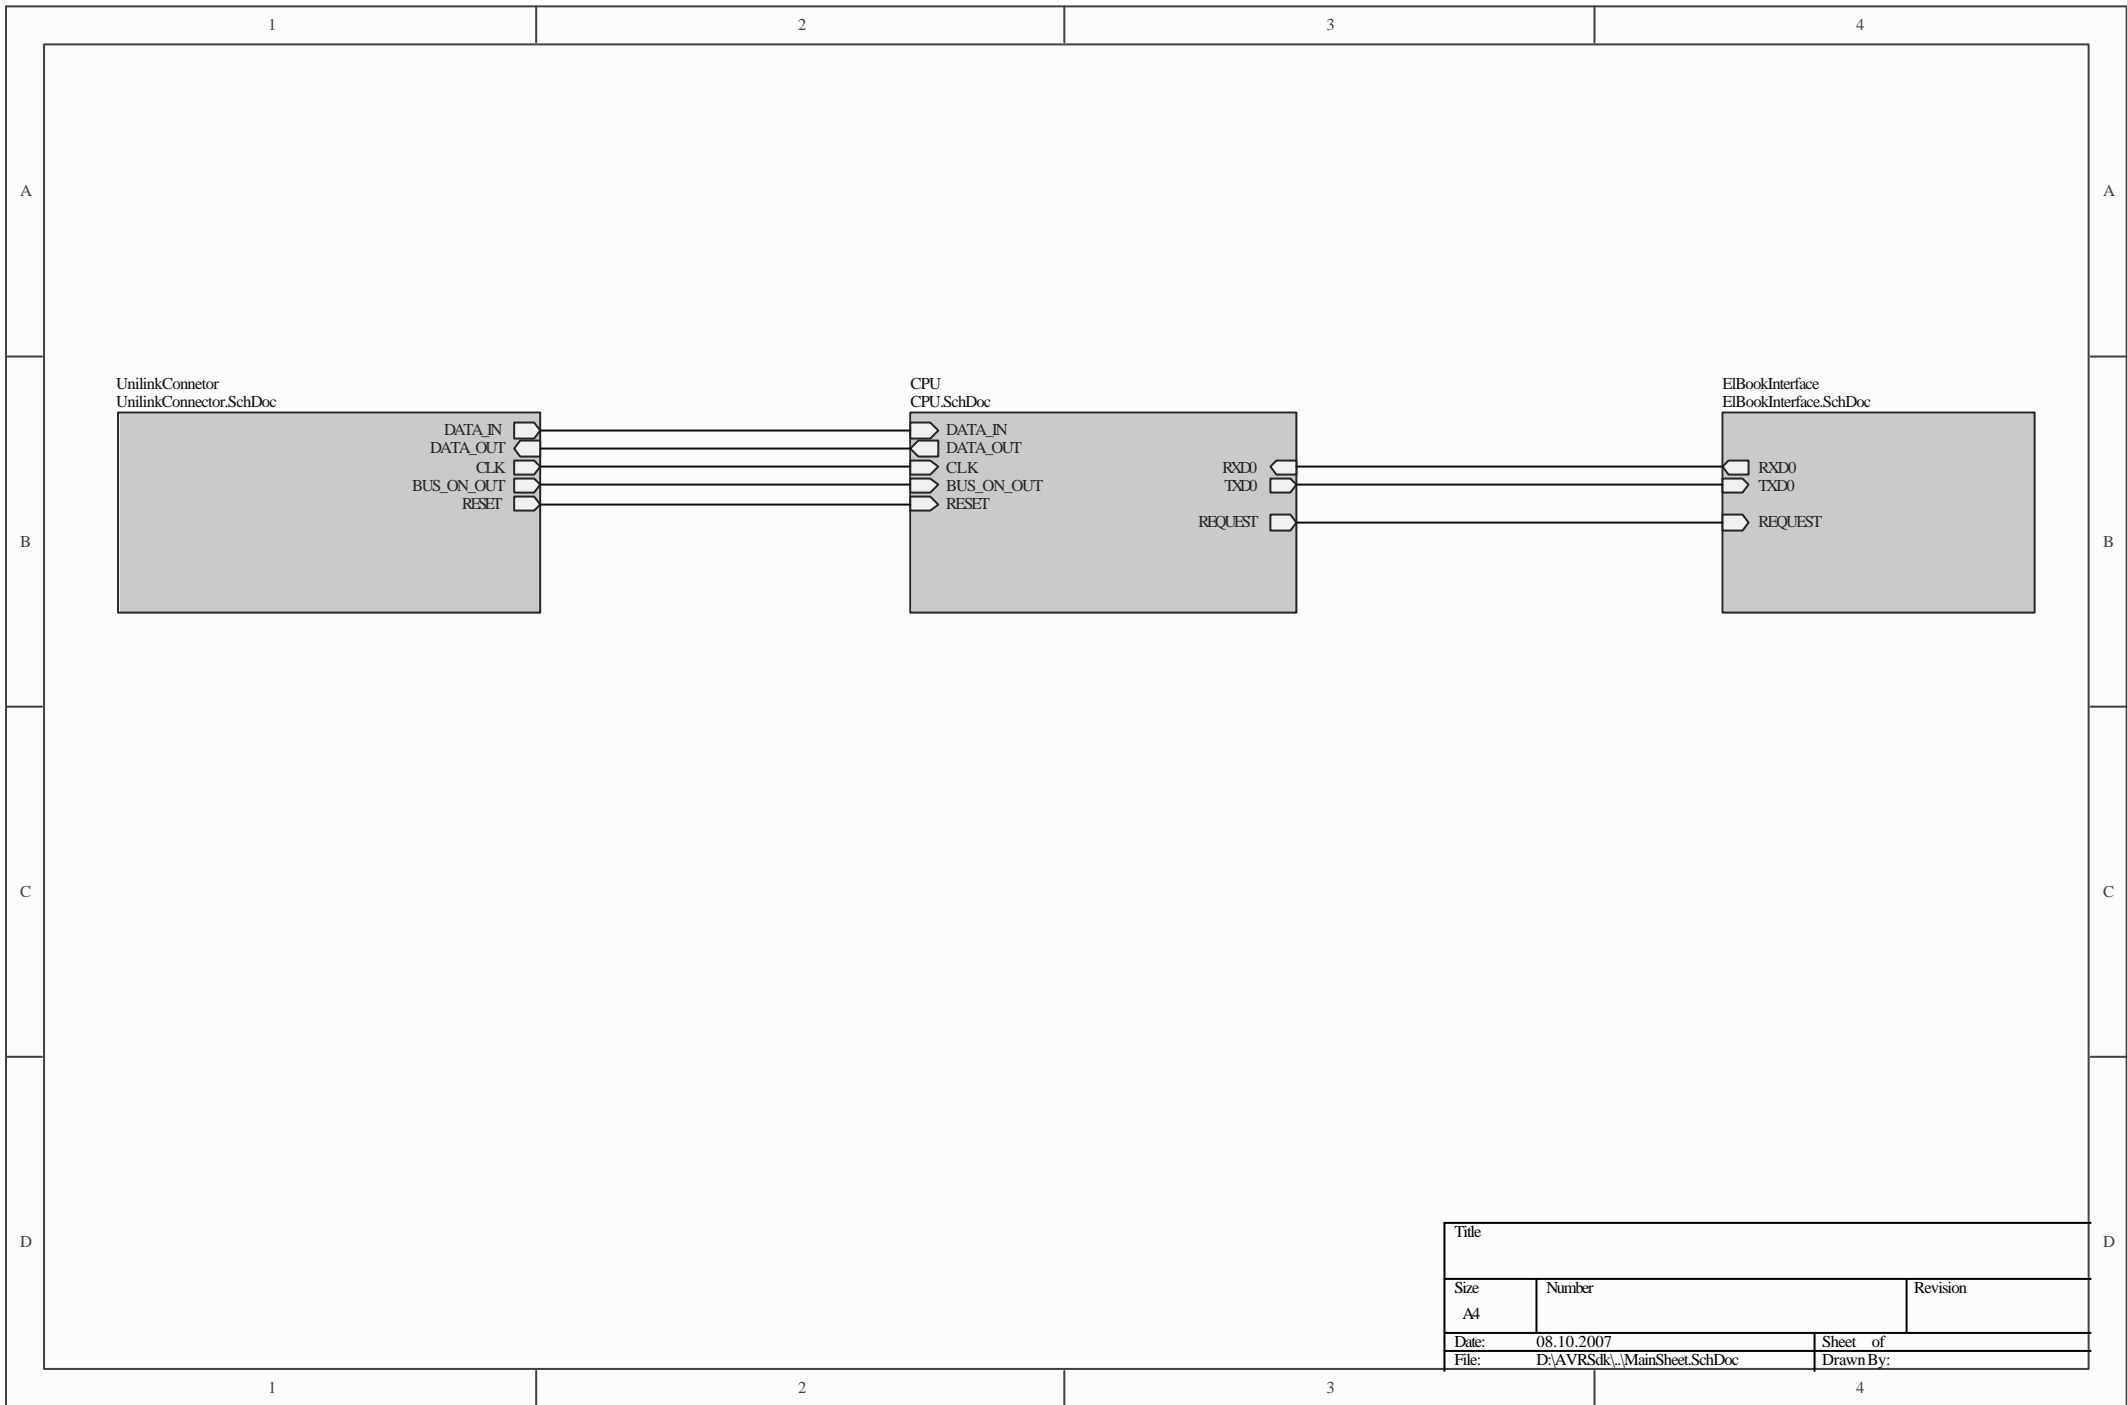 1 2 3 4
A A
UnilinkConnetor CPU ElBookInterface
UnilinkConnector.SchDoc CPU.SchDoc ElBookInterface.SchDoc
DATA_IN DATA_IN
DATA_OUT DATA_OUT
CLK CLK RXD0 RXD0
BUS_ON_OUT BUS_ON_OUT TXD0 TXD0
RESET RESET
REQUEST REQUEST
B B
C C
D D
Title
Size Number Revision
A4
Date: 08.10.2007 Sheet of
File: D:\AVRSdk\..\MainSheet.SchDoc Drawn By:
1 2 3 4